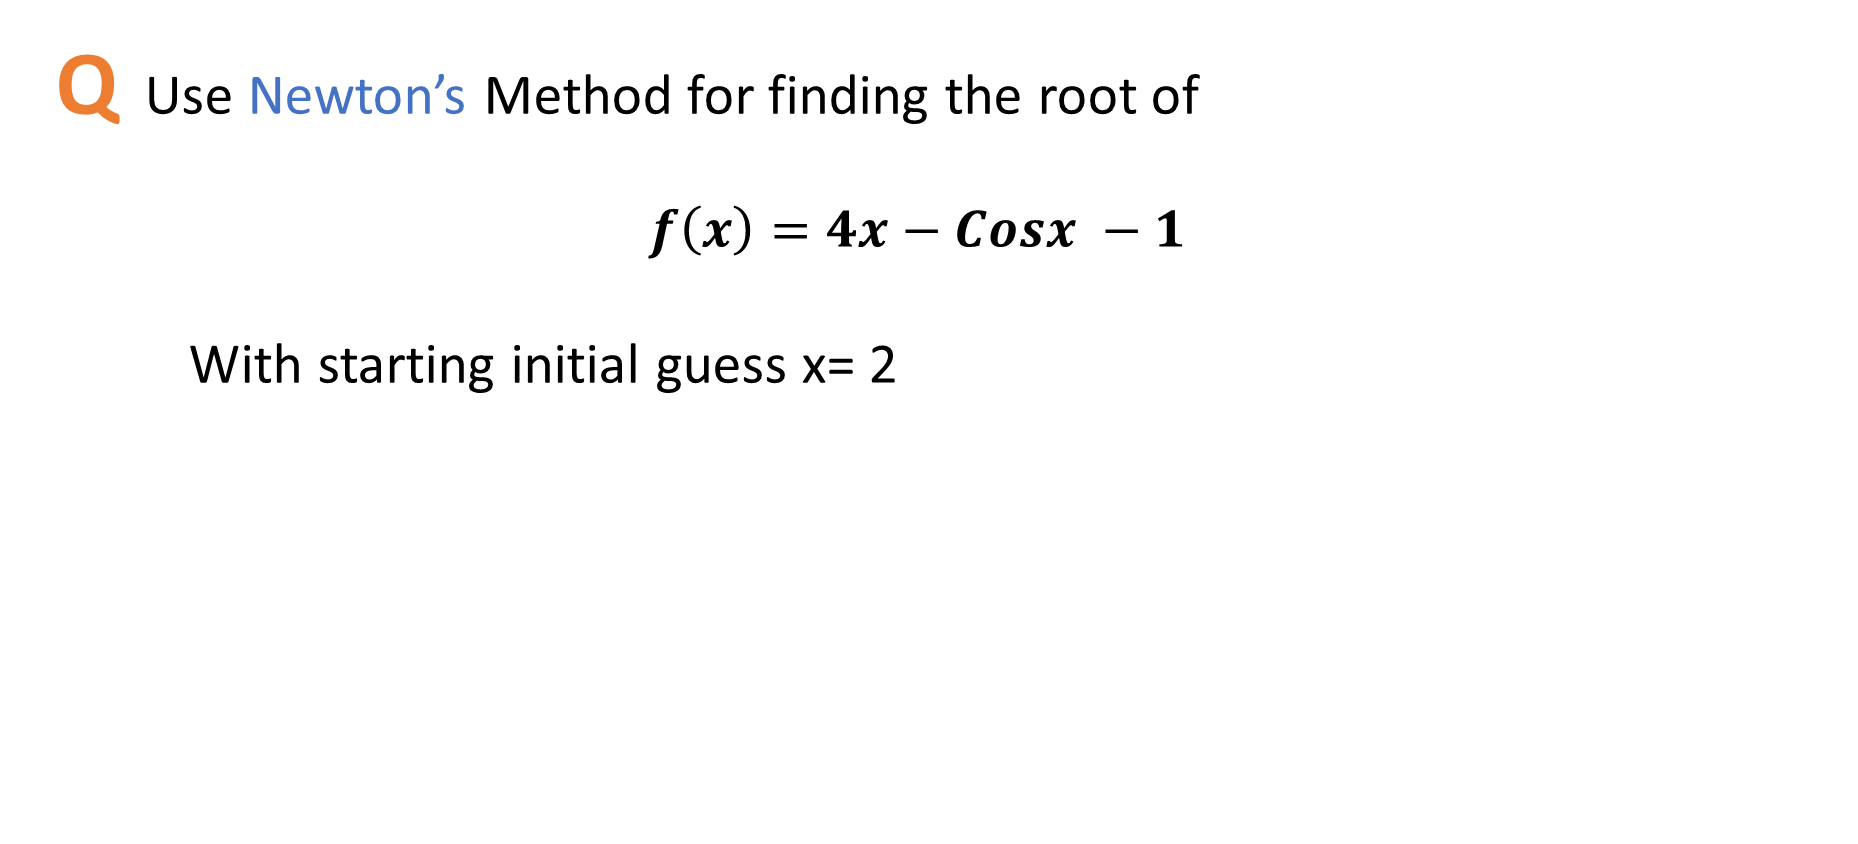 Q Use Newton’s Method for finding the root of
f(x) = 4x − Cosx − 1
With starting initial guess x= 2